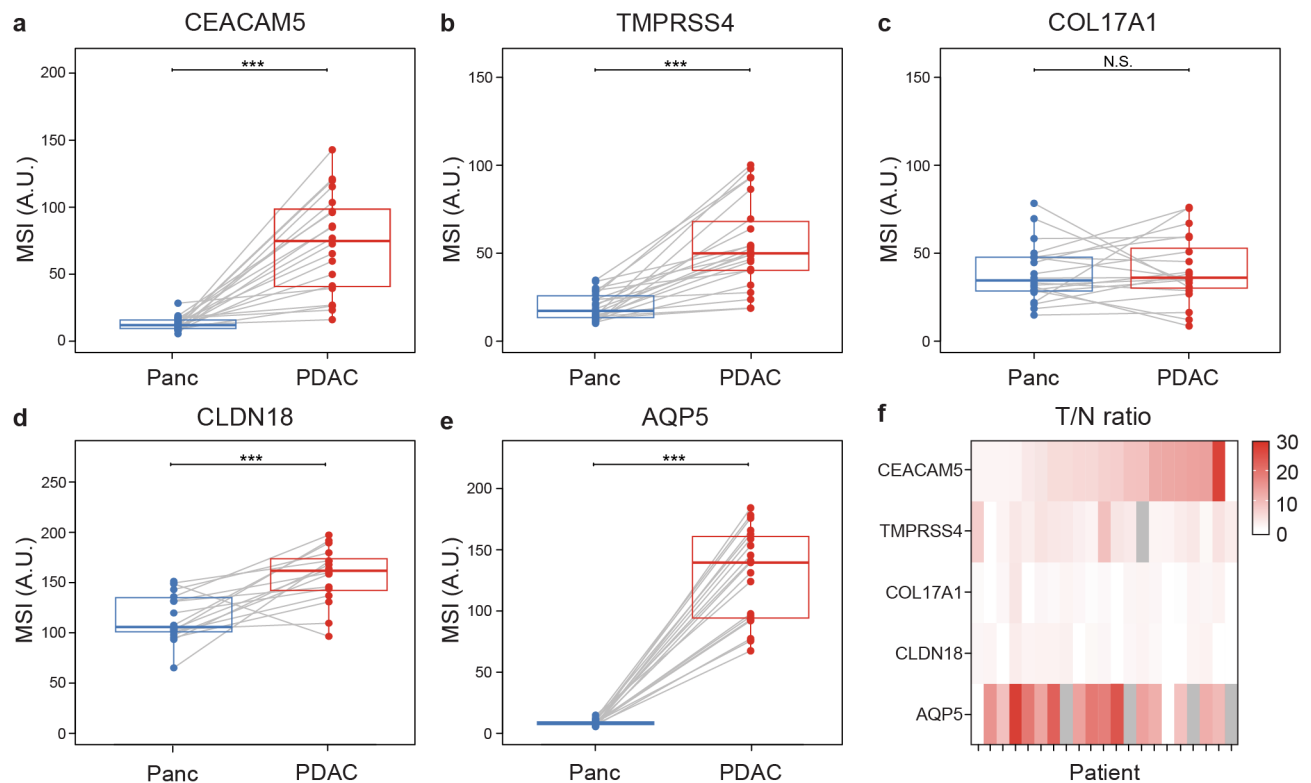 a CEACAM5
MSI (A.U.)
200
150
100
50
0
***
Panc PDAC
b TMPRSS4
MSI (A.U.)
150
100
50
0
***
Panc PDAC
c COL17A1
MSI (A.U.)
150
100
50
0
N.S.
Panc PDAC
d CLDN18
MSI (A.U.)
250
200
150
100
50
0
***
Panc PDAC
e AQP5
MSI (A.U.)
200
150
100
50
0
***
Panc PDAC
f T/N ratio
CEACAM5
TMPRSS4
COL17A1
CLDN18
AQP5
30
20
10
0
Patient